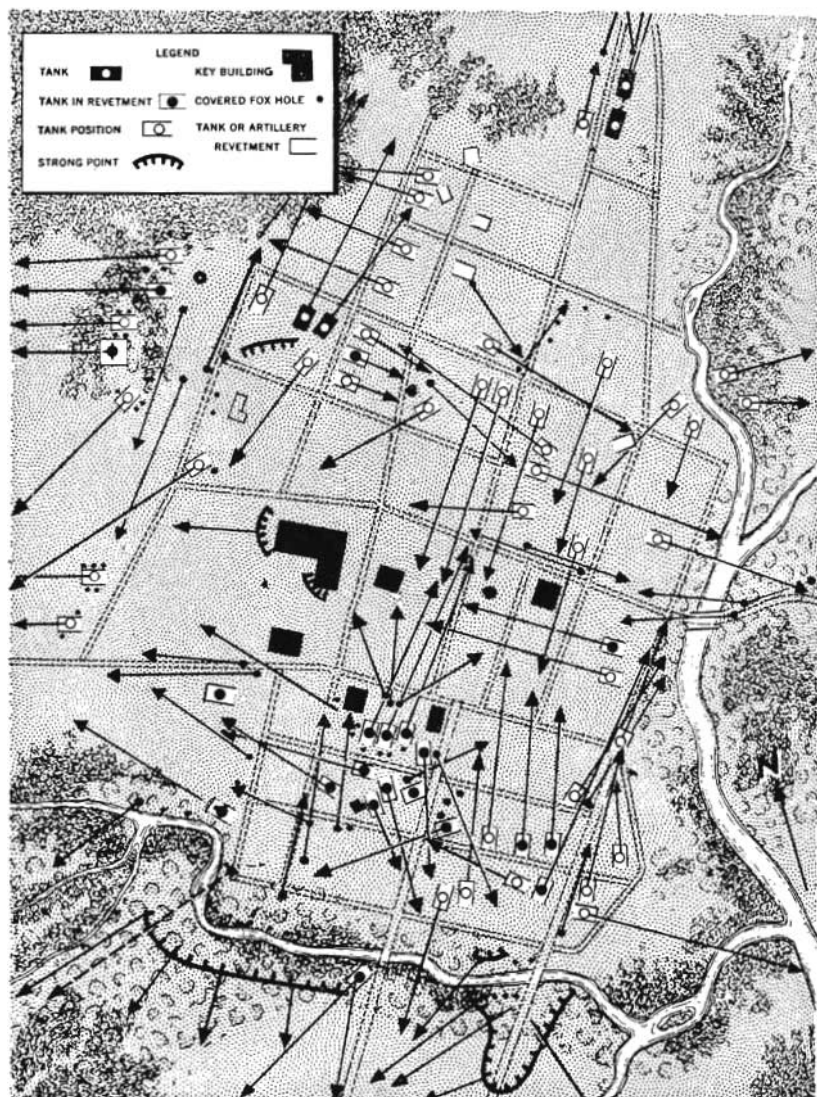 LEGEND
TANK
KEY BUILDING
TANK IN REVETMENT
COVERED FOX HOLE
TANK POSITION
TANK OR ARTILLERY
REVETMENT
STRONG POINT
N